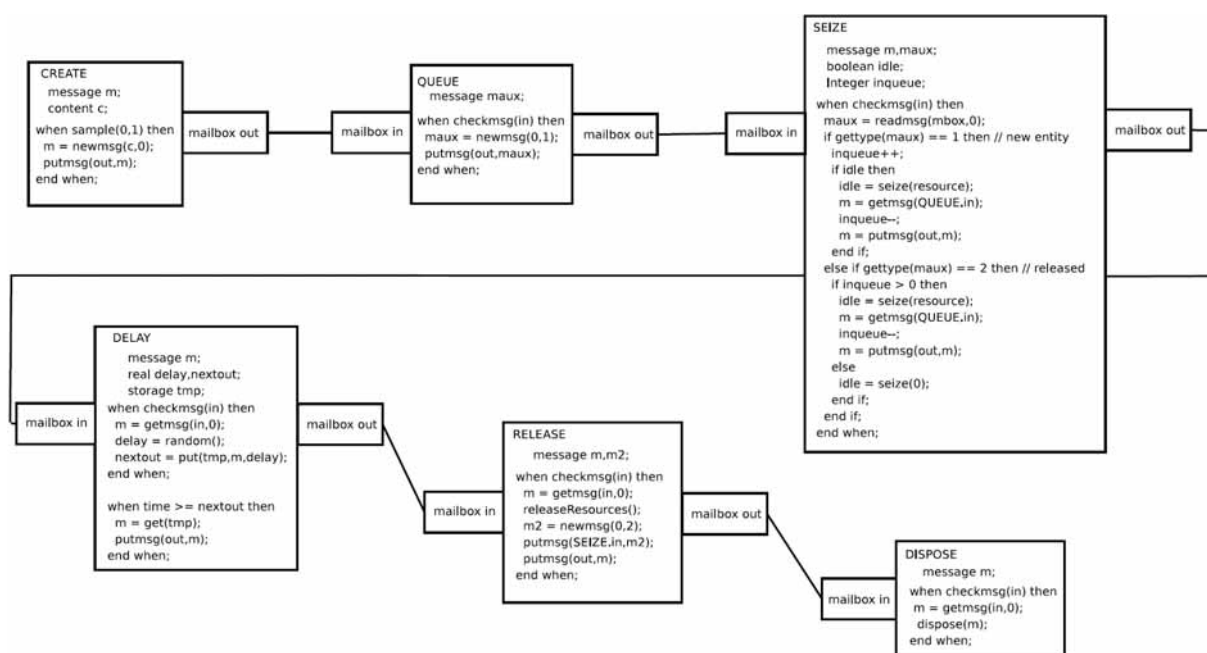 CREATE
message m;
content c;
when sample(0,1) then
m = newmsg(c,0);
putmsg(out,m);
end when;
mailbox out
mailbox in
QUEUE
message maux;
when checkmsg(in) then
maux = newmsg(0,1);
putmsg(out,maux);
end when;
mailbox out
mailbox in
SEIZE
message m,maux;
boolean idle;
Integer inqueue;
when checkmsg(in) then
maux = readmsg(mbox,0);
if gettype(maux) == 1 then // new entity
inqueue++;
if idle then
idle = seize(resource);
m = getmsg(QUEUE.in);
inqueue--;
m = putmsg(out,m);
end if;
else if gettype(maux) == 2 then // released
if inqueue > 0 then
idle = seize(resource);
m = getmsg(QUEUE.in);
inqueue--;
m = putmsg(out,m);
else
idle = seize(0);
end if;
end if;
end when;
mailbox out
mailbox in
DELAY
message m;
real delay,nextout;
storage tmp;
when checkmsg(in) then
m = getmsg(in,0);
delay = random();
nextout = put(tmp,m,delay);
end when;
when time >= nextout then
m = get(tmp);
putmsg(out,m);
end when;
mailbox out
mailbox in
RELEASE
message m,m2;
when checkmsg(in) then
m = getmsg(in,0);
releaseResources();
m2 = newmsg(0,2);
putmsg(SEIZE.in,m2);
putmsg(out,m);
end when;
mailbox out
mailbox in
DISPOSE
message m;
when checkmsg(in) then
m = getmsg(in,0);
dispose(m);
end when;